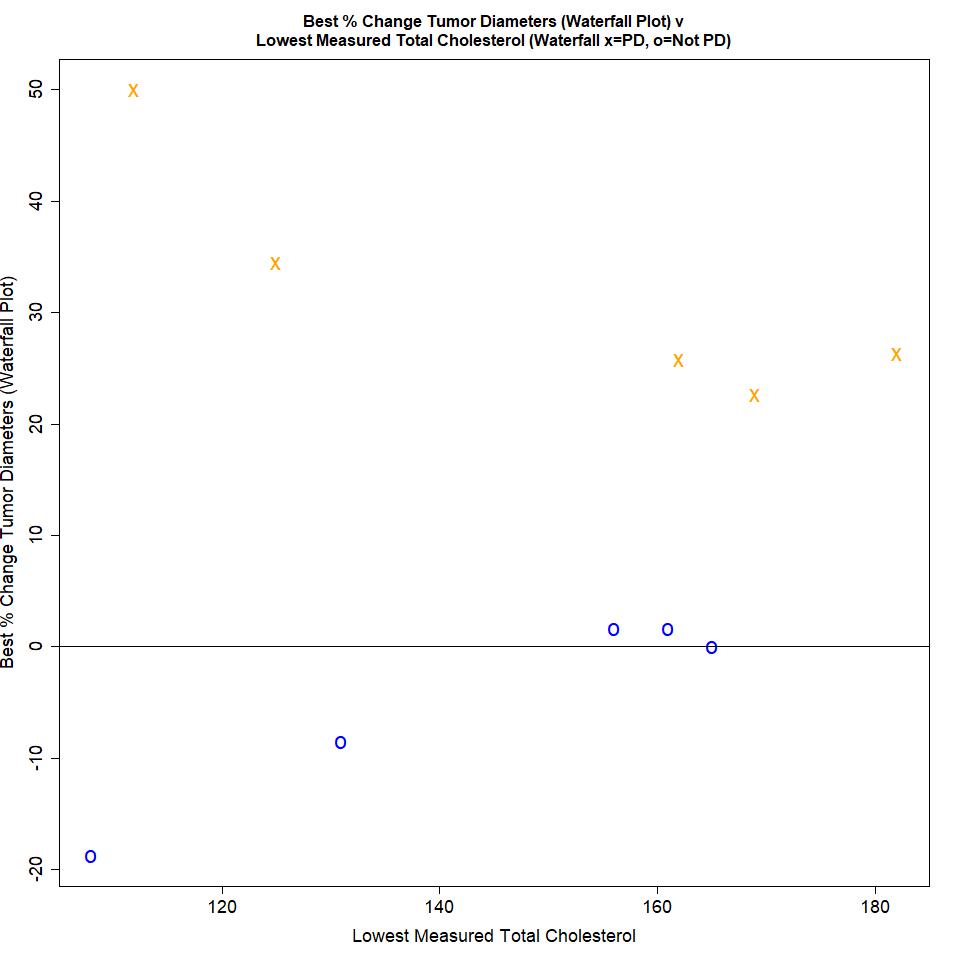 Best % Change Tumor Diameters (Waterfall Plot) v
Lowest Measured Total Cholesterol (Waterfall x=PD, o=Not PD)
Best % Change Tumor Diameters (Waterfall Plot)
50
40
30
20
10
0
-10
-20
X
X
X
X
X
O
O
O
O
O
120
140
160
180
Lowest Measured Total Cholesterol